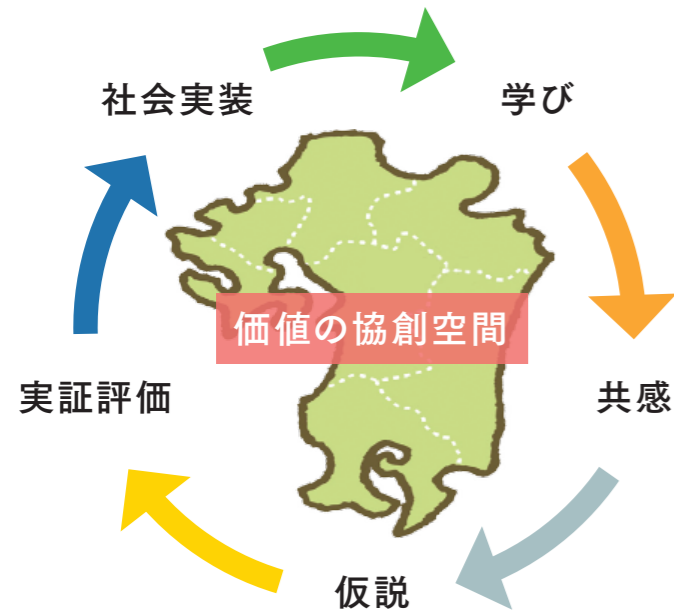 社会実装
学び
価値の協創空間
実証評価
共感
仮説